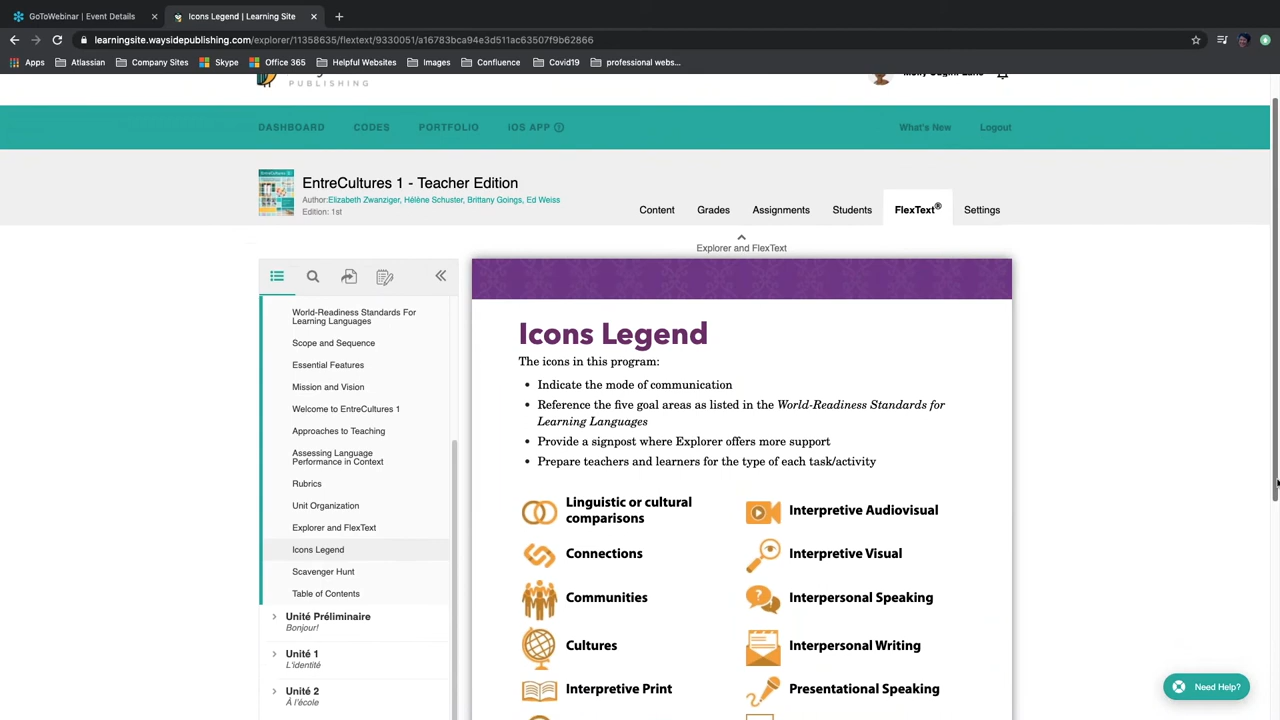 GoToWebinar | Event Details
Icons Legend | Learning Site
learningsite.waysidepublishing.com/explorer/11358635/flextext/9330051/a16783bca94e3d511ac63507f9b62866
Apps
Atlassian
Company Sites
Skype
Office 365
Helpful Websites
Images
Confluence
Covid19
professional webs...
PUBLISHING
DASHBOARD
CODES
PORTFOLIO
iOS APP
What's New
Logout
EntreCultures 1 - Teacher Edition
Author:Elizabeth Zwanziger, Hélène Schuster, Brittany Goings, Ed Weiss
Edition: 1st
Content
Grades
Assignments
Students
FlexText®
Settings
Explorer and FlexText
World-Readiness Standards For
Learning Languages
Scope and Sequence
Essential Features
Mission and Vision
Welcome to EntreCultures 1
Approaches to Teaching
Assessing Language
Performance in Context
Rubrics
Unit Organization
Explorer and FlexText
Icons Legend
Scavenger Hunt
Table of Contents
Unité Préliminaire
Bonjour!
Unité 1
L'identité
Unité 2
À l'école
Icons Legend
The icons in this program:
• Indicate the mode of communication
• Reference the five goal areas as listed in the World-Readiness Standards for
Learning Languages
• Provide a signpost where Explorer offers more support
• Prepare teachers and learners for the type of each task/activity
Linguistic or cultural
comparisons
Connections
Communities
Cultures
Interpretive Print
Interpretive Audiovisual
Interpretive Visual
Interpersonal Speaking
Interpersonal Writing
Presentational Speaking
Need Help?